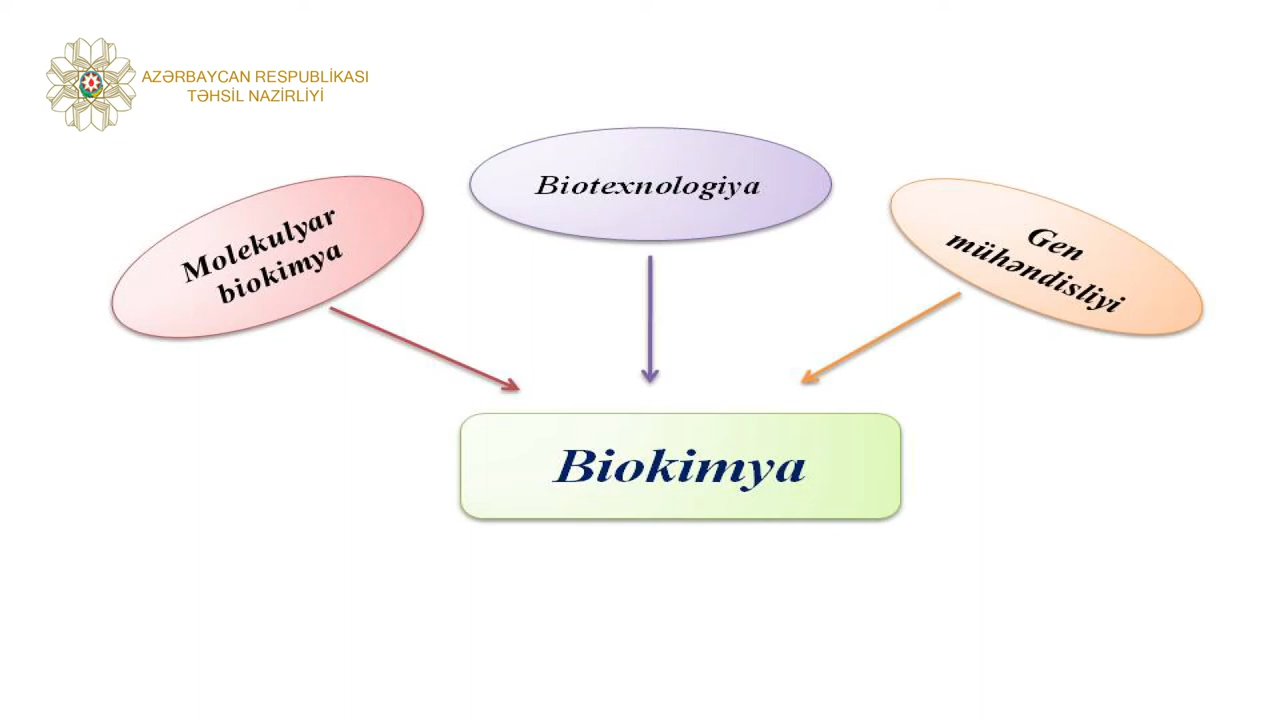 AZƏRBAYCAN RESPUBLİKASI
TƏHSİL NAZİRLİYİ
Molekulyar
biokimya
Biotexnologiya
Gen
mühəndisliyi
Biokimya